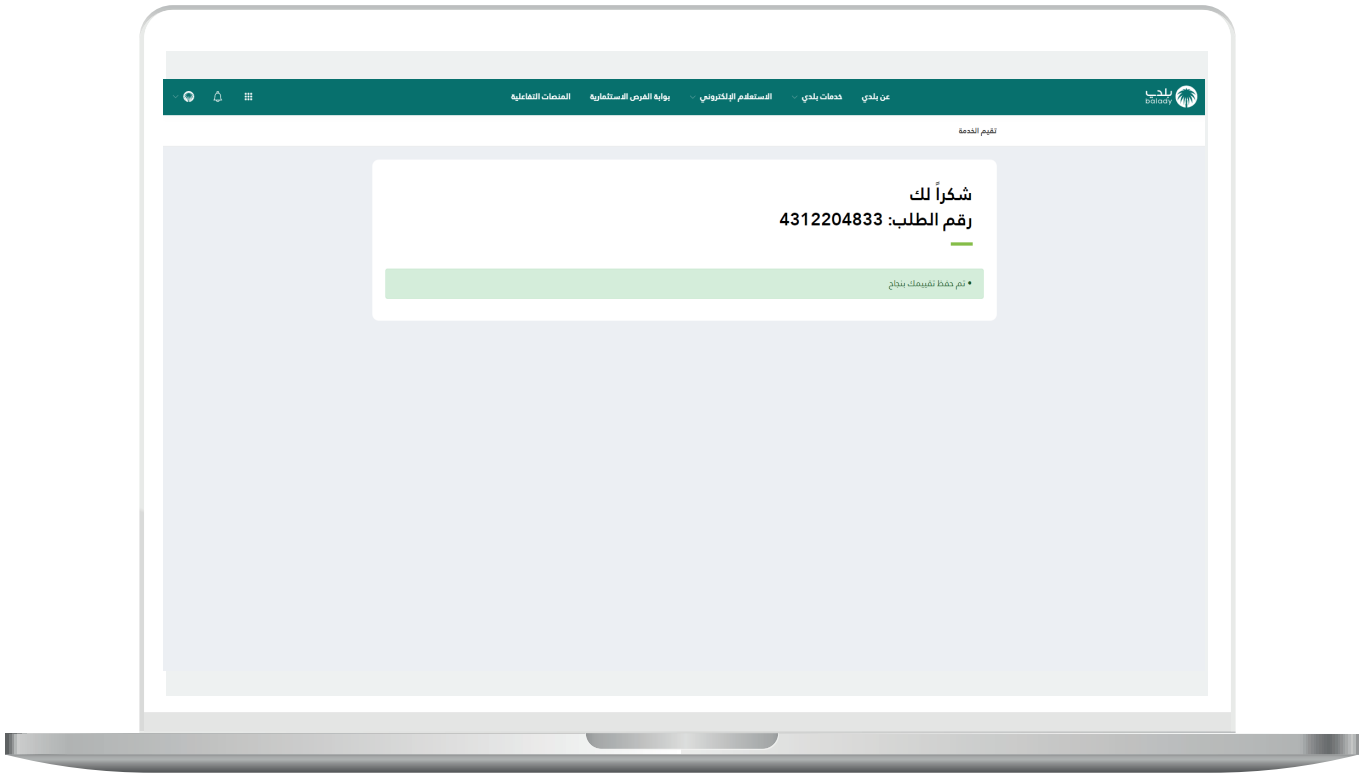 بلدي
balady
عن بلدي خدمات بلدي الاستعلام الإلكتروني بوابة الفرص الاستثمارية المنصات التفاعلية
تقيم الخدمة
شكراً لك
رقم الطلب: 4312204833
• تم حفظ تقييمك بنجاح